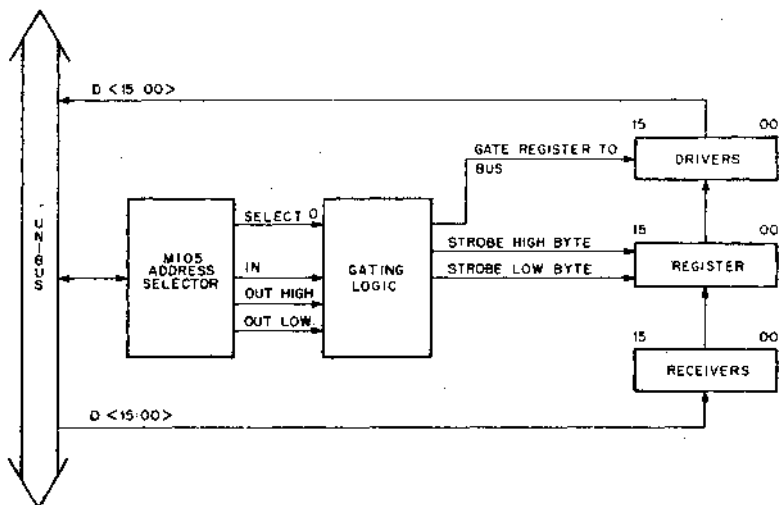 D <15:00>
15 00
GATE REGISTER TO
BUS
DRIVERS
UNIBUS
SELECT 0
M105
ADDRESS
SELECTOR
IN
OUT HIGH
OUT LOW
GATING
LOGIC
STROBE HIGH BYTE
STROBE LOW BYTE
15 00
REGISTER
15 00
RECEIVERS
D <15:00>